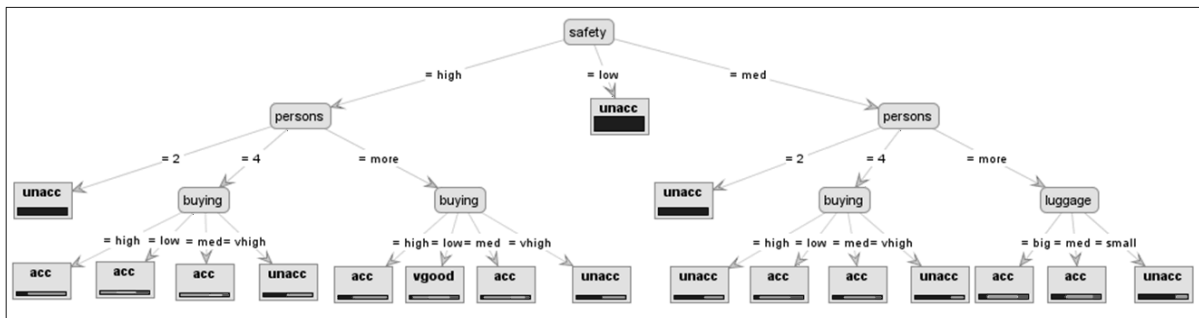 safety
= high
= low
= med
unacc
persons
persons
= 2
= 4
= more
= 2
= 4
= more
unacc
buying
buying
unacc
buying
luggage
= high = low = med = vhigh
= high = low = med = vhigh
= high = low = med = vhigh
= big = med = small
acc
acc
acc
unacc
acc
vgood
acc
unacc
unacc
acc
acc
unacc
acc
acc
unacc